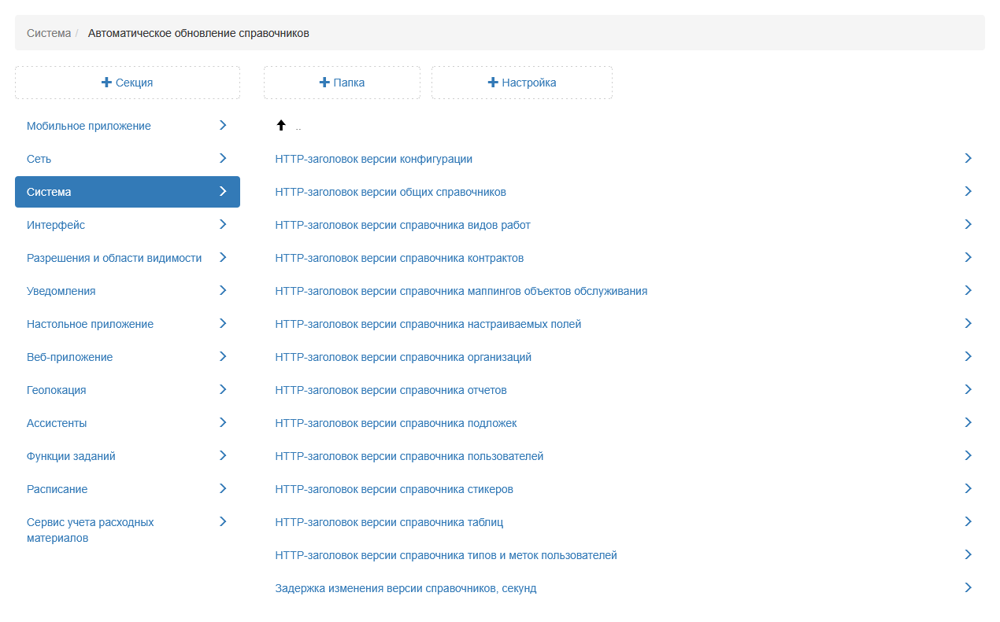 Система / Автоматическое обновление справочников
Секция
Папка
Настройка
Мобильное приложение
Сеть
Система
Интерфейс
Разрешения и области видимости
Уведомления
Настольное приложение
Веб-приложение
Геолокация
Ассистенты
Функции заданий
Расписание
Сервис учета расходных
материалов
..
HTTP-заголовок версии конфигурации
HTTP-заголовок версии общих справочников
HTTP-заголовок версии справочника видов работ
HTTP-заголовок версии справочника контрактов
HTTP-заголовок версии справочника маппингов объектов обслуживания
HTTP-заголовок версии справочника настраиваемых полей
HTTP-заголовок версии справочника организаций
HTTP-заголовок версии справочника отчетов
HTTP-заголовок версии справочника подложек
HTTP-заголовок версии справочника пользователей
HTTP-заголовок версии справочника стикеров
HTTP-заголовок версии справочника таблиц
HTTP-заголовок версии справочника типов и меток пользователей
Задержка изменения версии справочников, секунд